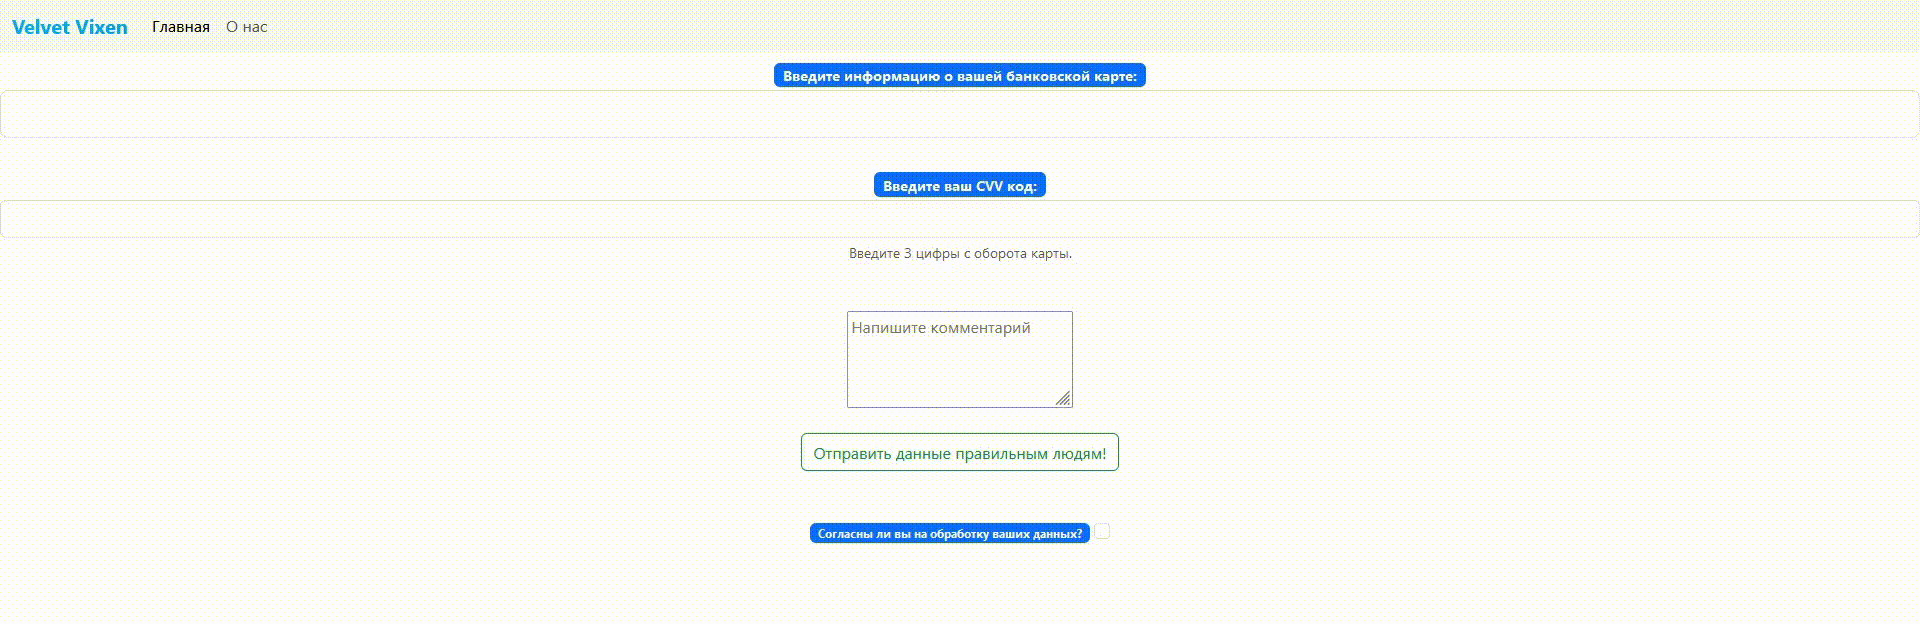 Velvet Vixen Главная О нас
Введите информацию о вашей банковской карте:
Введите ваш CVV код:
Введите 3 цифры с оборота карты.
Напишите комментарий
Отправить данные правильным людям!
Согласны ли вы на обработку ваших данных?